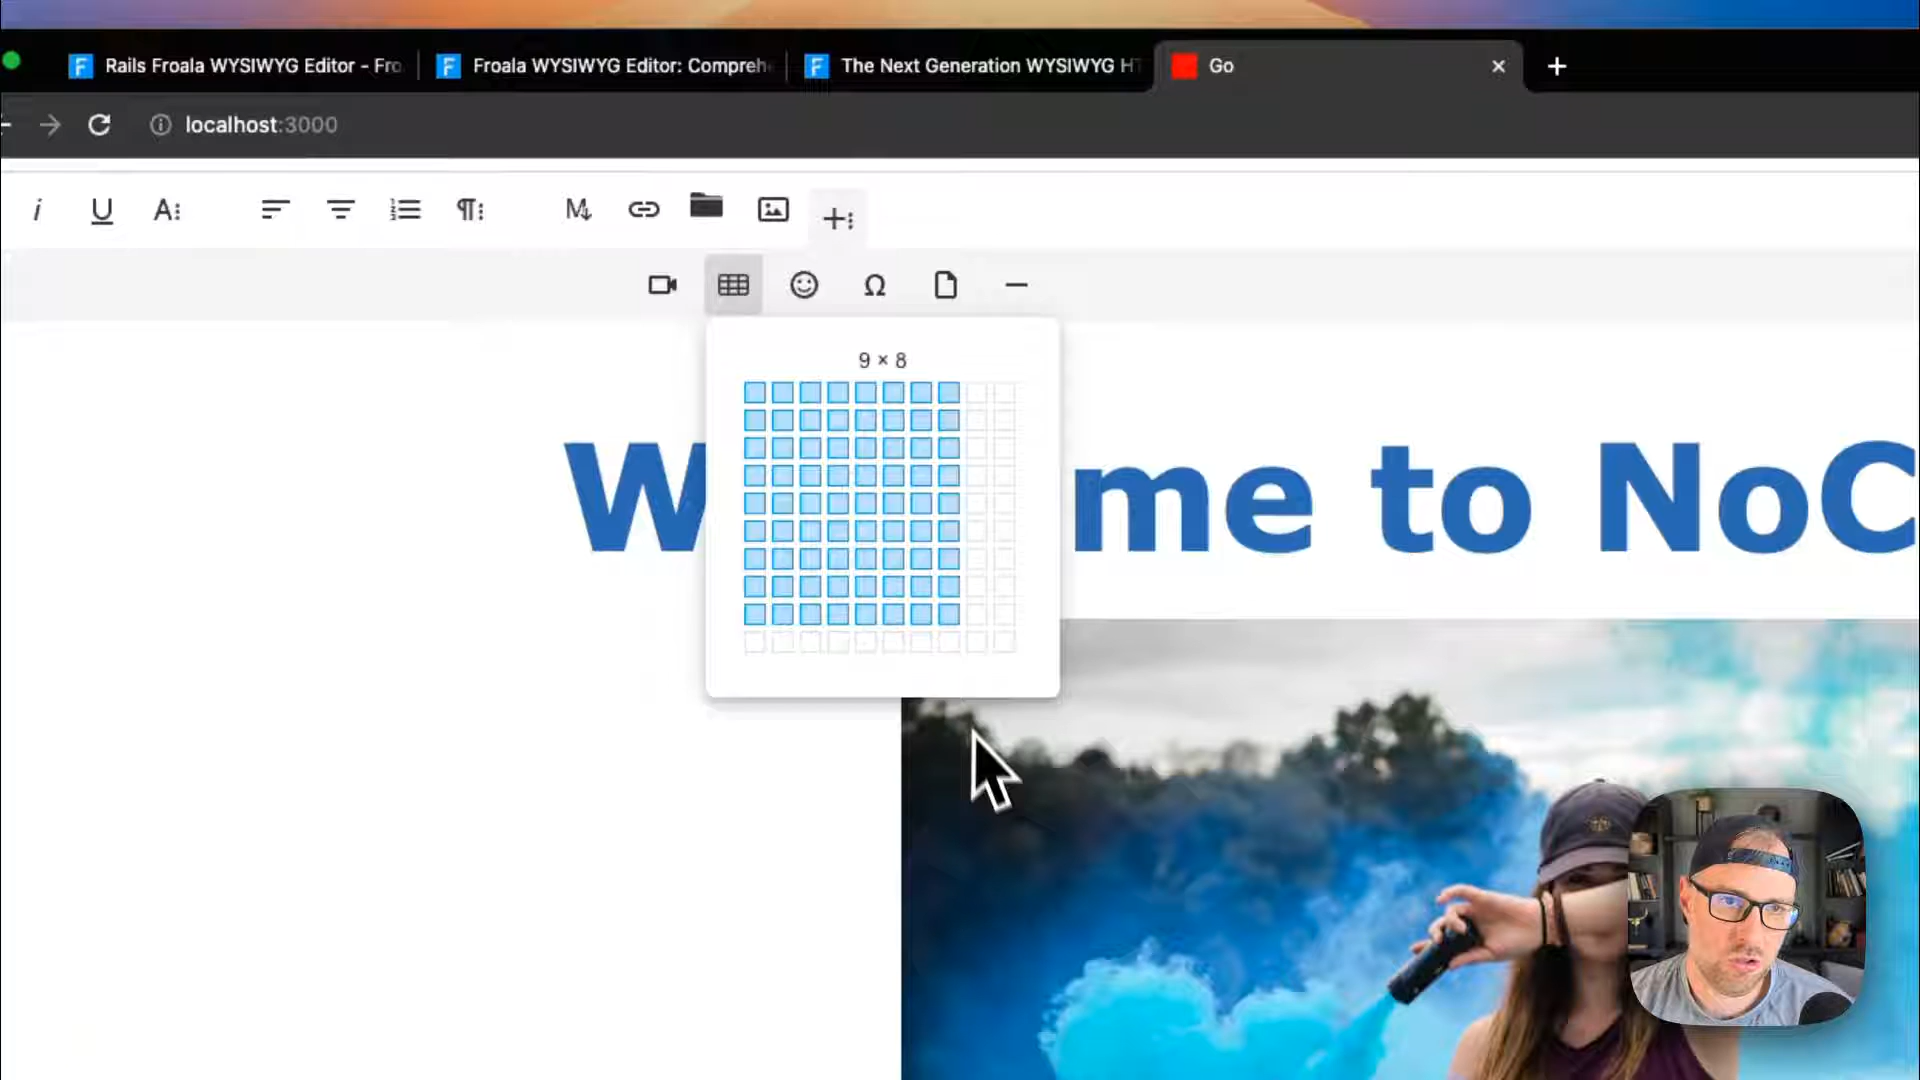 Rails Froala WYSIWYG Editor - Fro
Froala WYSIWYG Editor: Compreh
The Next Generation WYSIWYG HT
Go
localhost:3000
9 × 8
W me to NoC